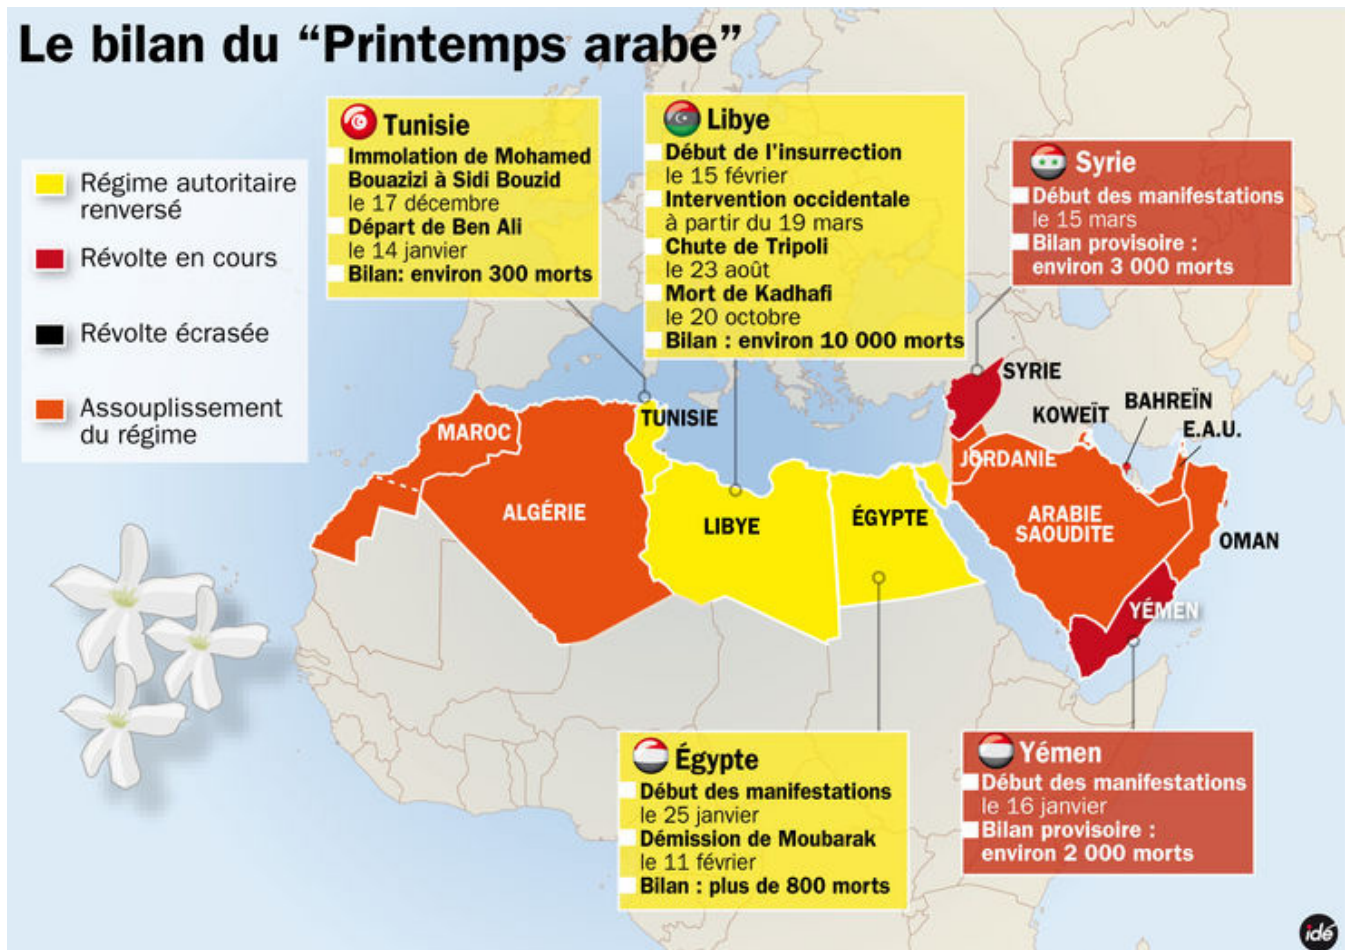 Le bilan du “Printemps arabe”
Régime autoritaire
renversé
Révolte en cours
Révolte écrasée
Assouplissement
du régime
Tunisie
Immolation de Mohamed
Bouazizi à Sidi Bouzid
le 17 décembre
Départ de Ben Ali
le 14 janvier
Bilan: environ 300 morts
Libye
Début de l'insurrection
le 15 février
Intervention occidentale
à partir du 19 mars
Chute de Tripoli
le 23 août
Mort de Kadhafi
le 20 octobre
Bilan : environ 10 000 morts
Syrie
Début des manifestations
le 15 mars
Bilan provisoire :
environ 3 000 morts
MAROC
ALGÉRIE
TUNISIE
LIBYE
ÉGYPTE
SYRIE
JORDANIE
KOWEÏT
BAHREÏN
E.A.U.
ARABIE
SAOUDITE
OMAN
YÉMEN
Égypte
Début des manifestations
le 25 janvier
Démission de Moubarak
le 11 février
Bilan : plus de 800 morts
Yémen
Début des manifestations
le 16 janvier
Bilan provisoire :
environ 2 000 morts
idé